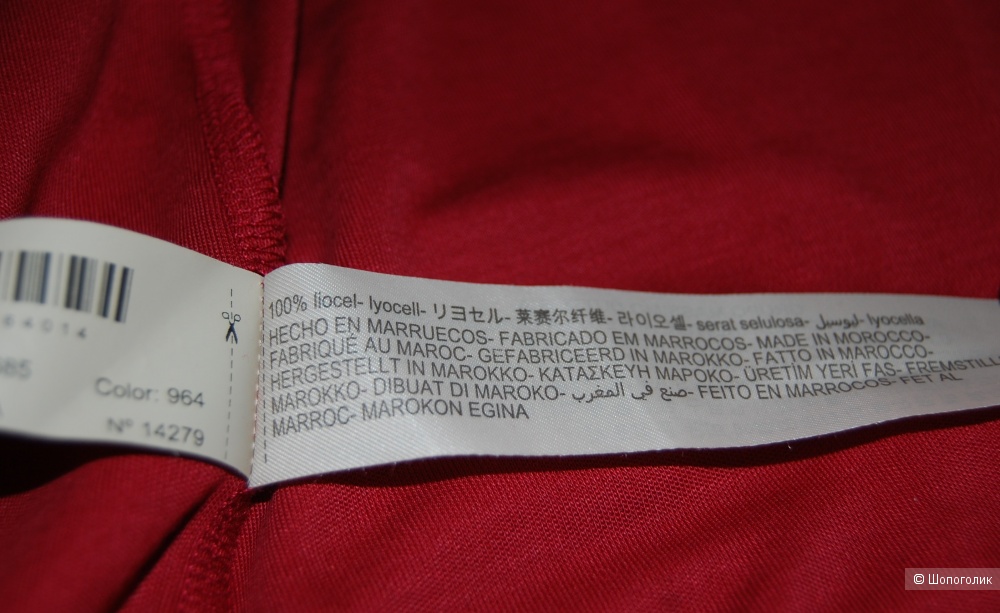 64014
685
Color: 964
Nº 14279
100% liocel- lyocell- リヨセル- 莱赛尔纤维- 라이오셀- serat selulosa- ليوسيل- lyocella
HECHO EN MARRUECOS- FABRICADO EM MARROCOS- MADE IN MOROCCO-
FABRIQUÉ AU MAROC- GEFABRICEERD IN MAROKKO- FATTO IN MAROCCO-
HERGESTELLT IN MAROKKO- ΚΑΤΑΣΚΕΥΗ ΜΑΡΟΚΟ- ÜRETİM YERİ FAS- FREMSTILL
MAROKKO- DIBUAT DI MAROKO- صنع في المغرب- FEITO EN MARROCOS- FET AL
MARROC- MAROKON EGINA
© Шопоголик